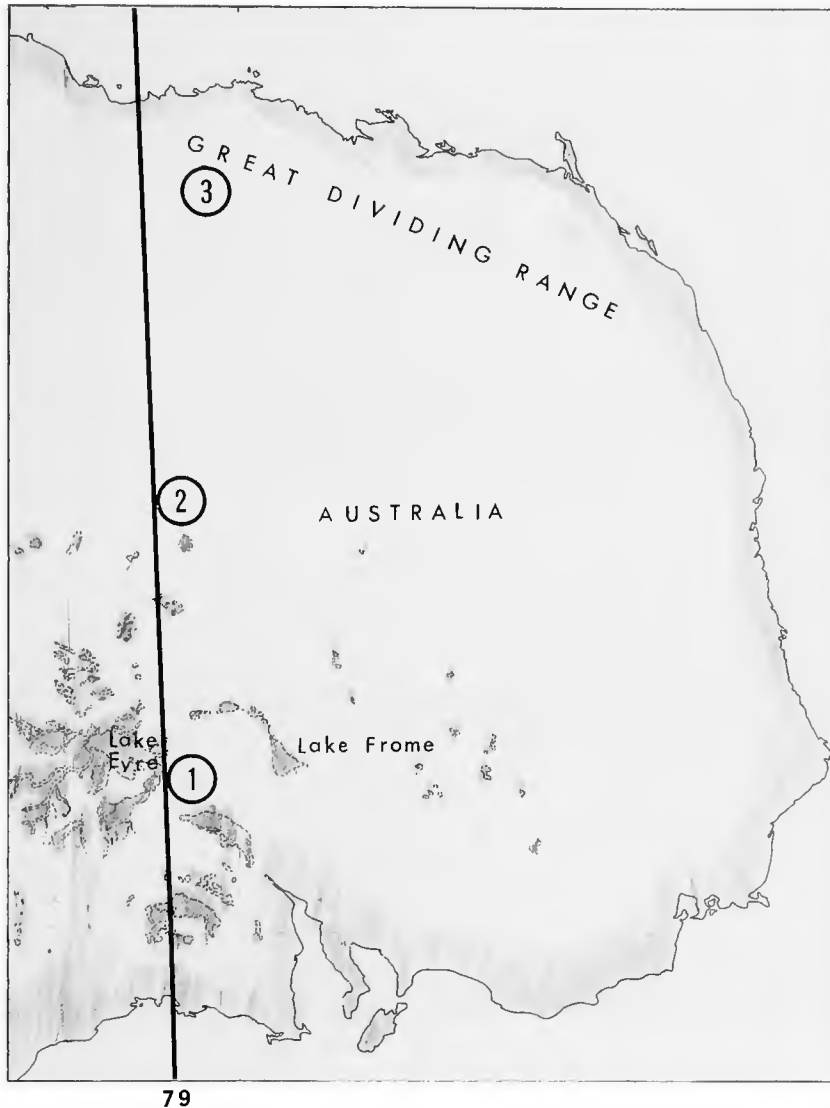 GREAT DIVIDING RANGE
3
2
AUSTRALIA
Lake
Eyre
Lake Frome
1
79